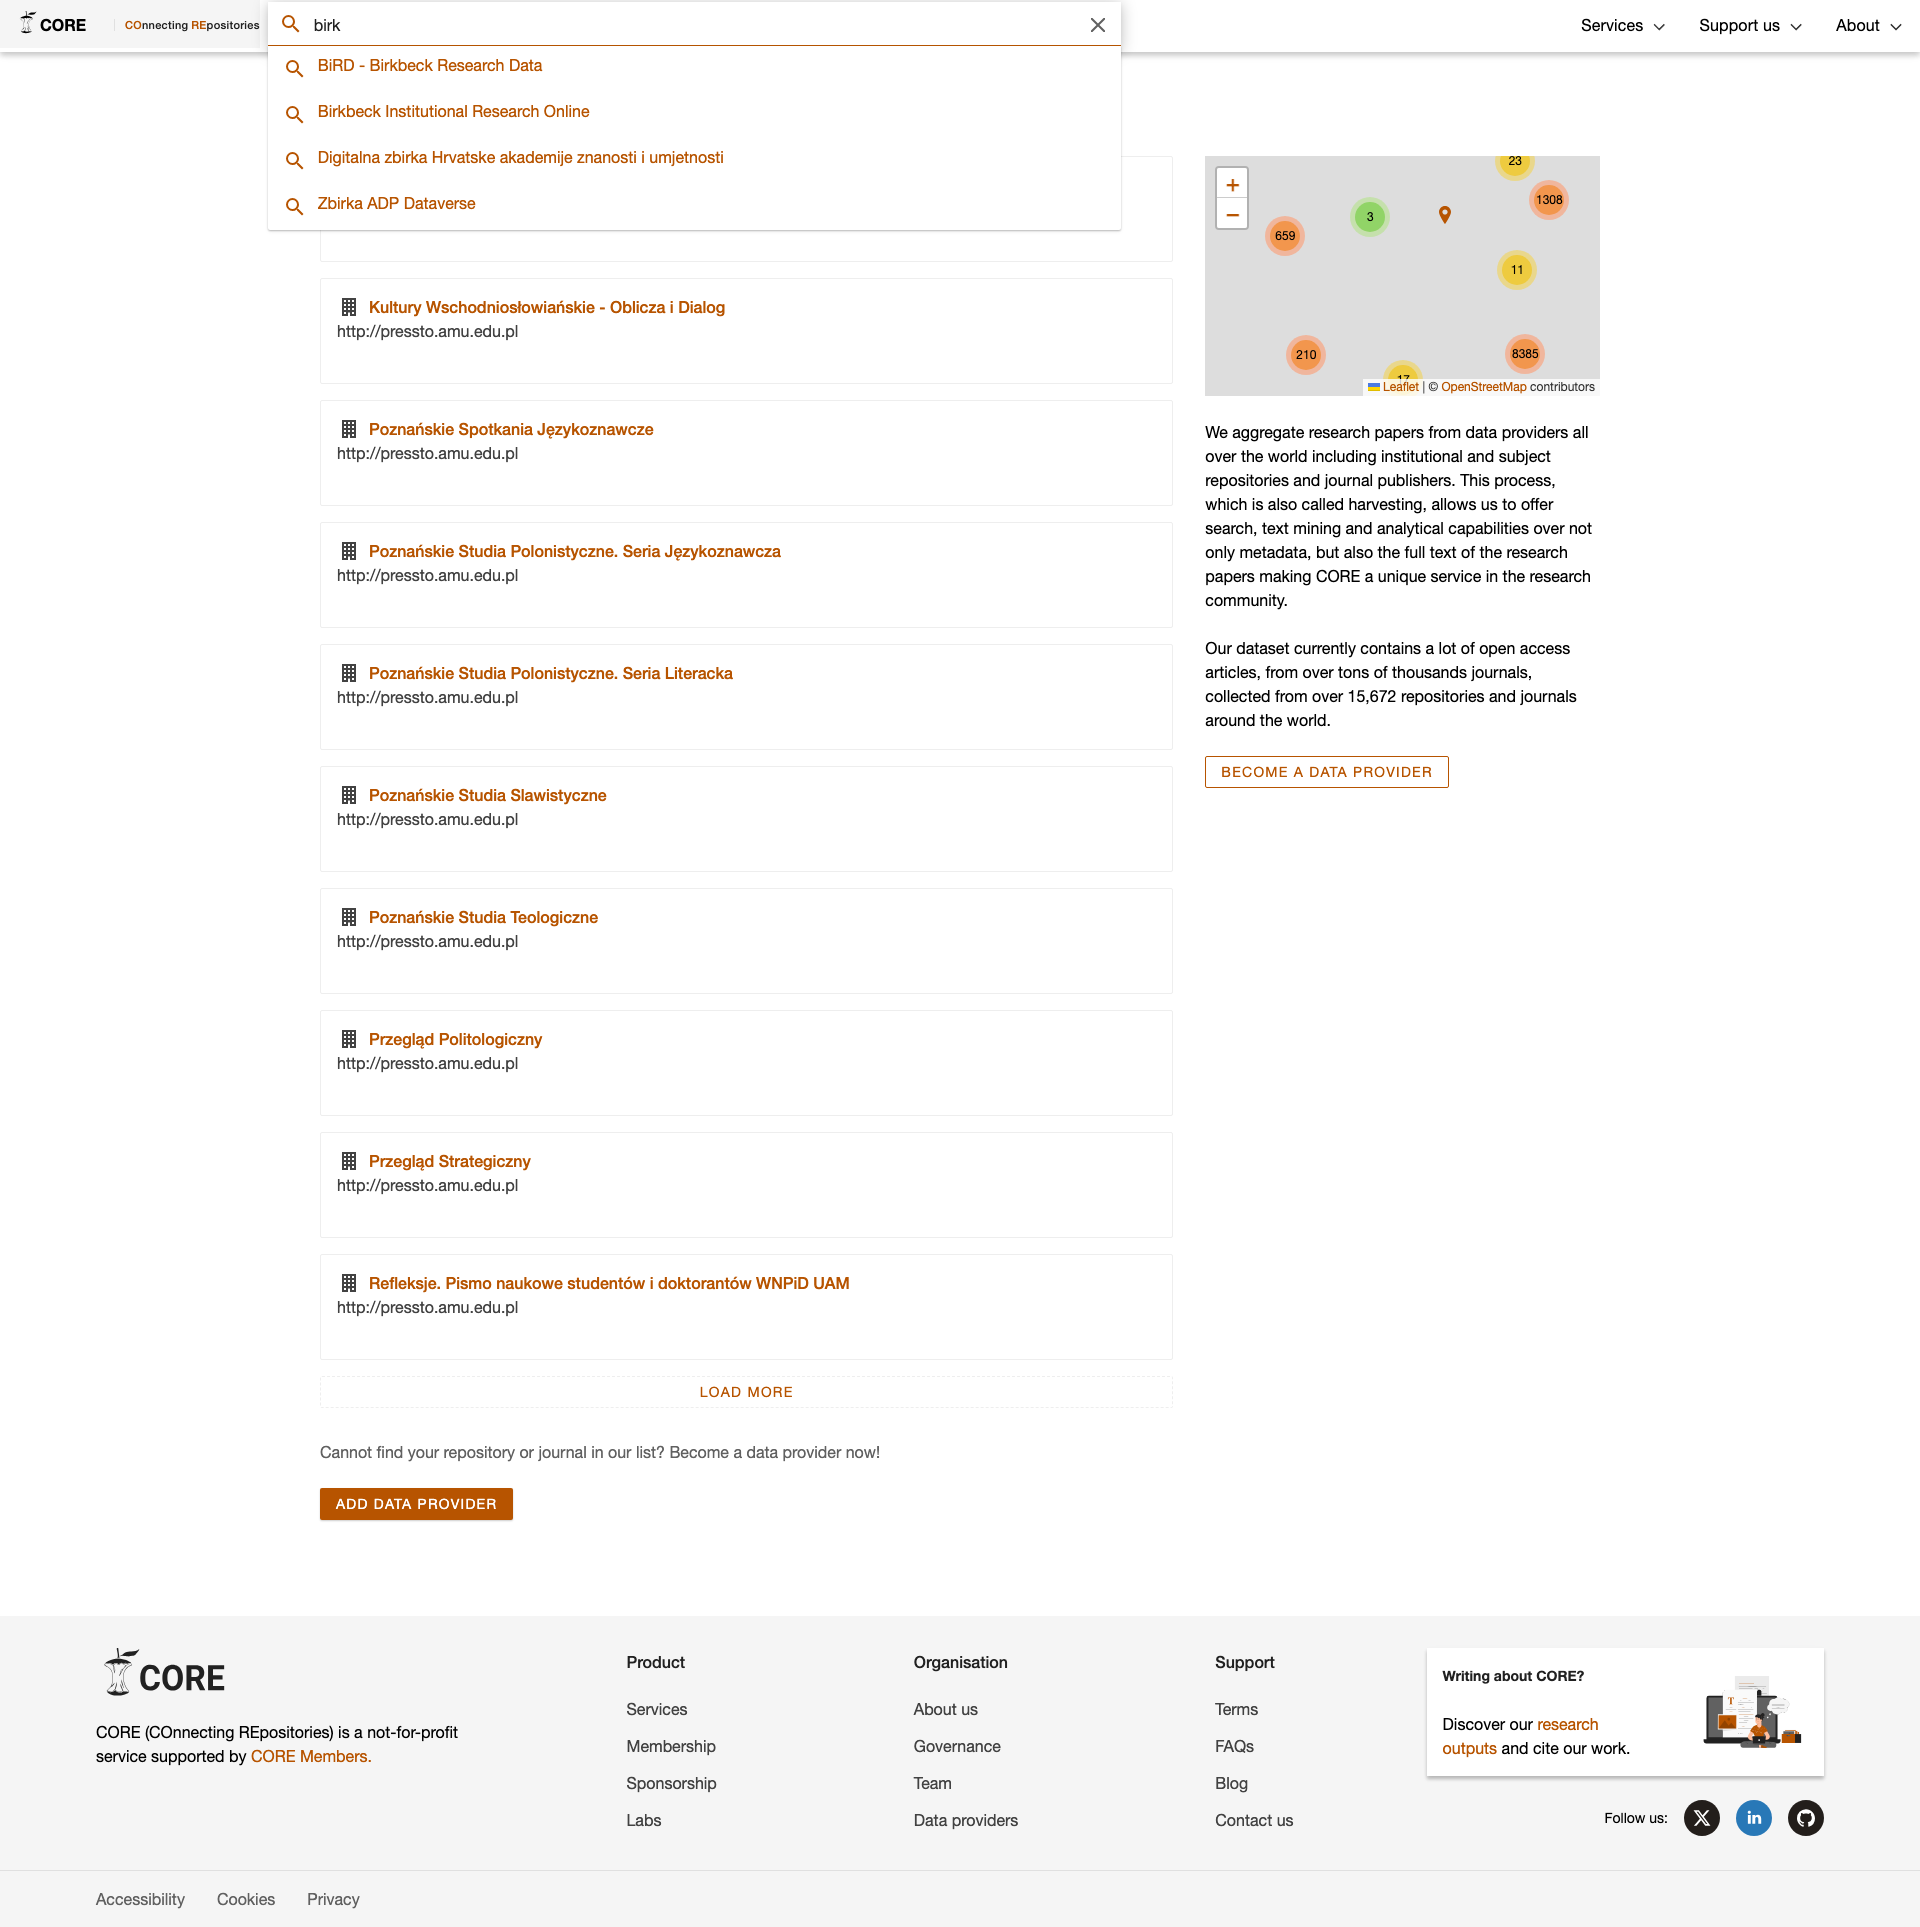 CORE
COnnecting REpositories
birk
Services
Support us
About
BiRD - Birkbeck Research Data
Birkbeck Institutional Research Online
Digitalna zbirka Hrvatske akademije znanosti i umjetnosti
Zbirka ADP Dataverse
Kultury Wschodniosłowiańskie - Oblicza i Dialog
http://pressto.amu.edu.pl
Poznańskie Spotkania Językoznawcze
http://pressto.amu.edu.pl
Poznańskie Studia Polonistyczne. Seria Językoznawcza
http://pressto.amu.edu.pl
Poznańskie Studia Polonistyczne. Seria Literacka
http://pressto.amu.edu.pl
Poznańskie Studia Slawistyczne
http://pressto.amu.edu.pl
Poznańskie Studia Teologiczne
http://pressto.amu.edu.pl
Przegląd Politologiczny
http://pressto.amu.edu.pl
Przegląd Strategiczny
http://pressto.amu.edu.pl
Refleksje. Pismo naukowe studentów i doktorantów WNPiD UAM
http://pressto.amu.edu.pl
LOAD MORE
Cannot find your repository or journal in our list? Become a data provider now!
ADD DATA PROVIDER
+
−
23
1308
3
659
11
210
8385
17
Leaflet | © OpenStreetMap contributors
We aggregate research papers from data providers all
over the world including institutional and subject
repositories and journal publishers. This process,
which is also called harvesting, allows us to offer
search, text mining and analytical capabilities over not
only metadata, but also the full text of the research
papers making CORE a unique service in the research
community.
Our dataset currently contains a lot of open access
articles, from over tons of thousands journals,
collected from over 15,672 repositories and journals
around the world.
BECOME A DATA PROVIDER
CORE
CORE (COnnecting REpositories) is a not-for-profit
service supported by CORE Members.
Product
Services
Membership
Sponsorship
Labs
Organisation
About us
Governance
Team
Data providers
Support
Terms
FAQs
Blog
Contact us
Writing about CORE?
Discover our research
outputs and cite our work.
Follow us:
Accessibility
Cookies
Privacy